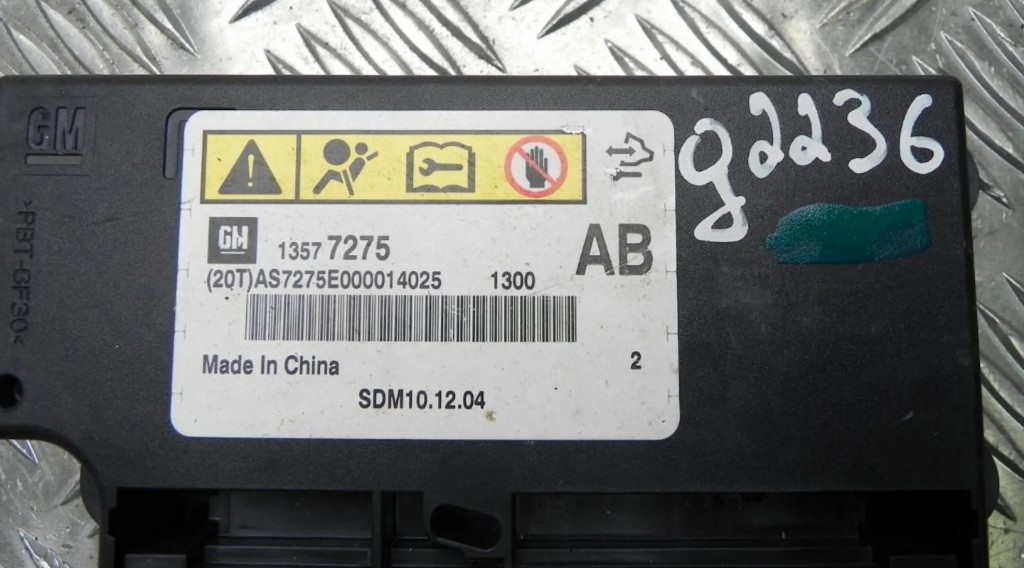 GM
>PBT-GF30<
g2236
GM 1357 7275
AB
(20T)AS7275E000014025 1300
Made In China 2
SDM10.12.04